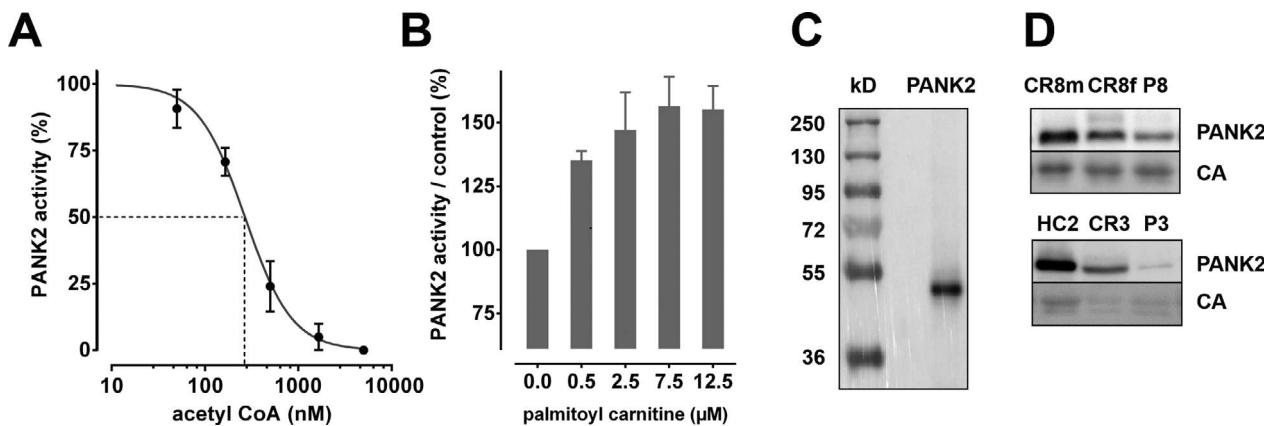 A
PANK2 activity (%)
100
75
50
25
0
10 100 1000 10000
acetyl CoA (nM)
B
PANK2 activity / control (%)
150
125
100
75
0.0 0.5 2.5 7.5 12.5
palmitoyl carnitine (µM)
C
kD PANK2
250
130
95
72
55
36
D
CR8m CR8f P8
PANK2
CA
HC2 CR3 P3
PANK2
CA